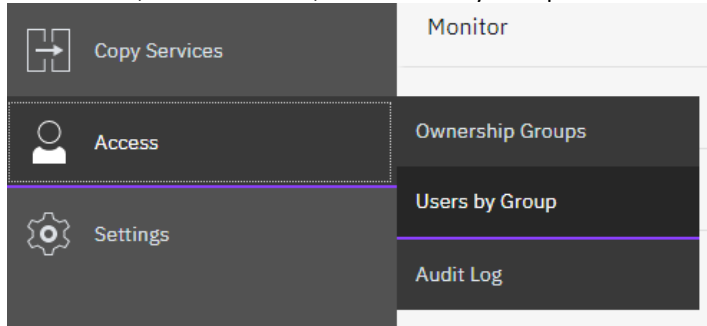 Monitor
Copy Services
Access
Ownership Groups
Users by Group
Settings
Audit Log